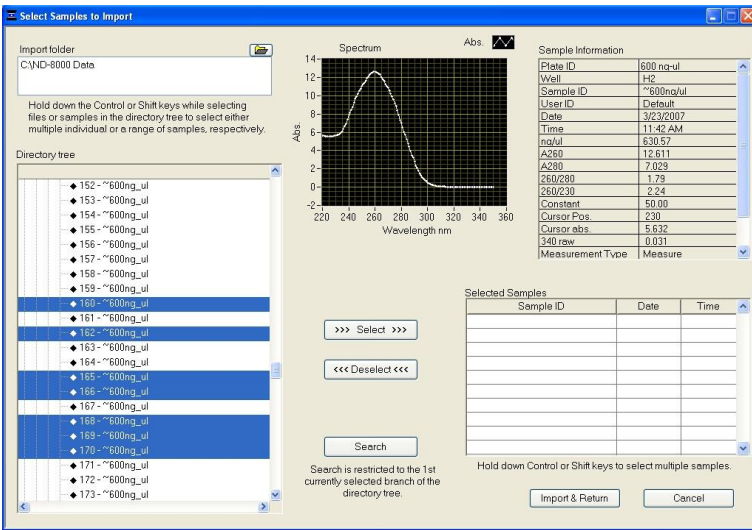 Select Samples to Import
Import folder
C:\ND-8000 Data
Hold down the Control or Shift keys while selecting
files or samples in the directory tree to select either
multiple individual or a range of samples, respectively.
Directory tree
152 - ~600ng_ul
153 - ~600ng_ul
154 - ~600ng_ul
155 - ~600ng_ul
156 - ~600ng_ul
157 - ~600ng_ul
158 - ~600ng_ul
159 - ~600ng_ul
160 - ~600ng_ul
161 - ~600ng_ul
162 - ~600ng_ul
163 - ~600ng_ul
164 - ~600ng_ul
165 - ~600ng_ul
166 - ~600ng_ul
167 - ~600ng_ul
168 - ~600ng_ul
169 - ~600ng_ul
170 - ~600ng_ul
171 - ~600ng_ul
172 - ~600ng_ul
173 - ~600ng_ul
Spectrum
Abs.
Abs.
14
12
10
8
6
4
2
0
-2
220 240 260 280 300 320 340 360
Wavelength nm
>>> Select >>>
<<< Deselect <<<
Search
Search is restricted to the 1st
currently selected branch of the
directory tree.
Sample Information
Plate ID 600 ng-ul
Well H2
Sample ID ~600ng/ul
User ID Default
Date 3/23/2007
Time 11:42 AM
ng/ul 630.57
A260 12.611
A280 7.029
260/280 1.79
260/230 2.24
Constant 50.00
Cursor Pos. 230
Cursor abs. 5.632
340 raw 0.031
Measurement Type Measure
Selected Samples
Sample ID Date Time
Hold down Control or Shift keys to select multiple samples.
Import & Return Cancel